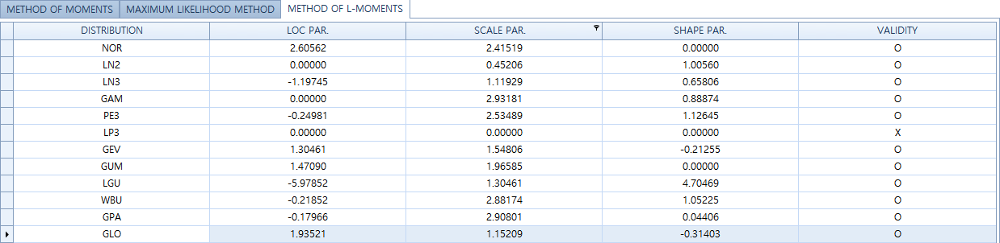 METHOD OF MOMENTS MAXIMUM LIKELIHOOD METHOD METHOD OF L-MOMENTS
DISTRIBUTION LOC PAR. SCALE PAR. SHAPE PAR. VALIDITY
NOR 2.60562 2.41519 0.00000 O
LN2 0.00000 0.45206 1.00560 O
LN3 -1.19745 1.11929 0.65806 O
GAM 0.00000 2.93181 0.88874 O
PE3 -0.24981 2.53489 1.12645 O
LP3 0.00000 0.00000 0.00000 X
GEV 1.30461 1.54806 -0.21255 O
GUM 1.47090 1.96585 0.00000 O
LGU -5.97852 1.30461 4.70469 O
WBU -0.21852 2.88174 1.05225 O
GPA -0.17966 2.90801 0.04406 O
GLO 1.93521 1.15209 -0.31403 O